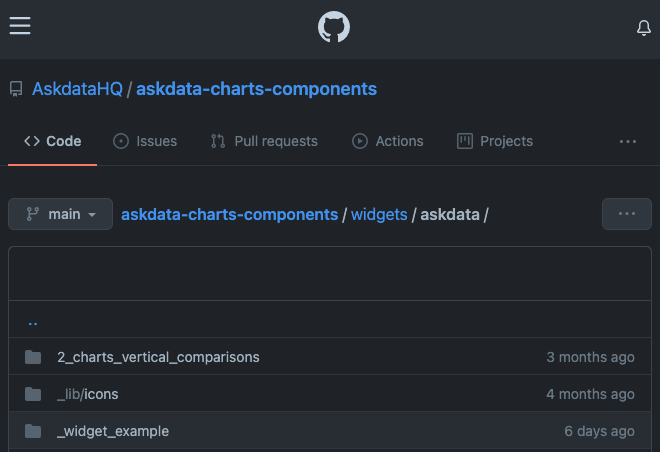 AskdataHQ / askdata-charts-components
Code Issues Pull requests Actions Projects ...
main askdata-charts-components / widgets / askdata / ...
..
2_charts_vertical_comparisons 3 months ago
_lib/icons 4 months ago
_widget_example 6 days ago